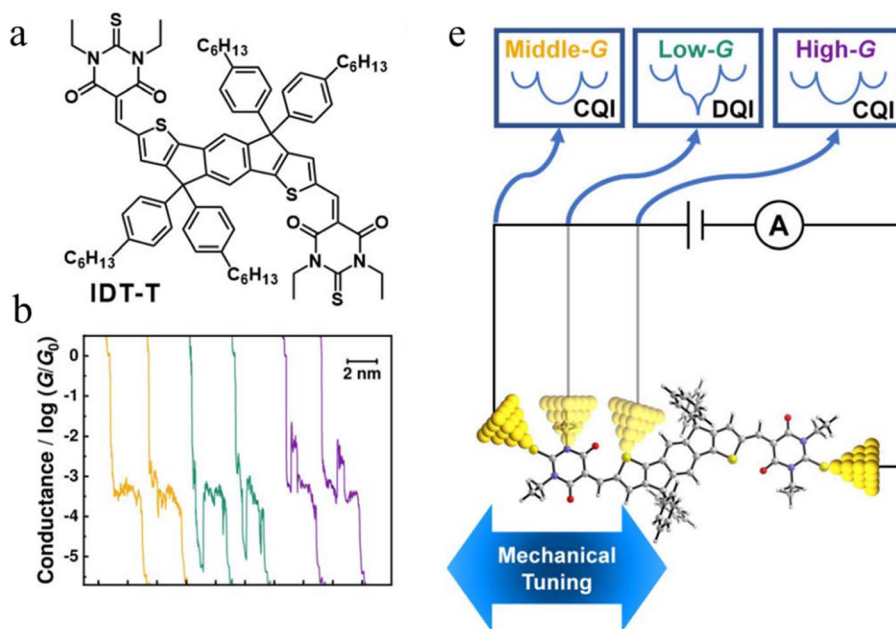 a
N N
S
O O
S
C6H13
C6H13
S
C6H13
C6H13
O O
N N
S
IDT-T
b
Conductance / log (G/G0)
0
-1
-2
-3
-4
-5
2 nm
e
Middle-G
CQI
Low-G
DQI
High-G
CQI
A
Mechanical
Tuning